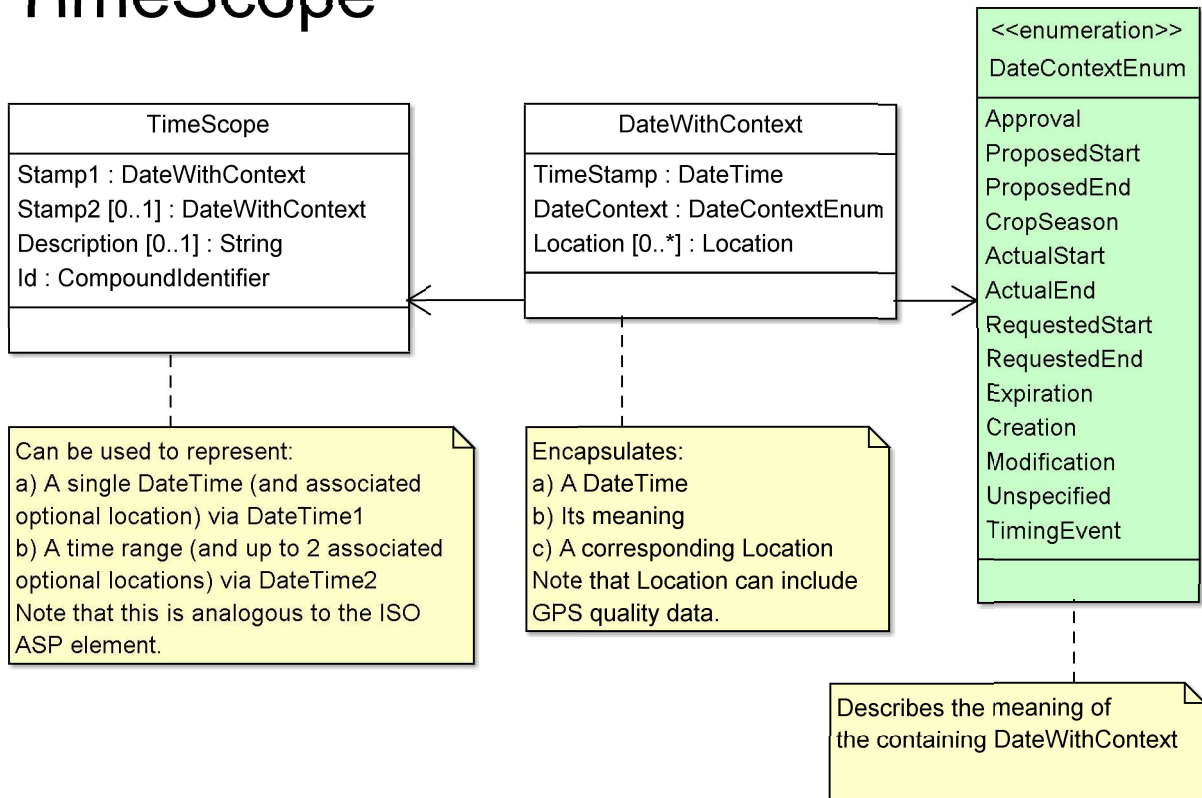 TimeScope
TimeScope
Stamp1 : DateWithContext
Stamp2 [0..1] : DateWithContext
Description [0..1] : String
Id : CompoundIdentifier
Can be used to represent:
a) A single DateTime (and associated
optional location) via DateTime1
b) A time range (and up to 2 associated
optional locations) via DateTime2
Note that this is analogous to the ISO
ASP element.
DateWithContext
TimeStamp : DateTime
DateContext : DateContextEnum
Location [0..*] : Location
Encapsulates:
a) A DateTime
b) Its meaning
c) A corresponding Location
Note that Location can include
GPS quality data.
<<enumeration>>
DateContextEnum
Approval
ProposedStart
ProposedEnd
CropSeason
ActualStart
ActualEnd
RequestedStart
RequestedEnd
Expiration
Creation
Modification
Unspecified
TimingEvent
Describes the meaning of
the containing DateWithContext